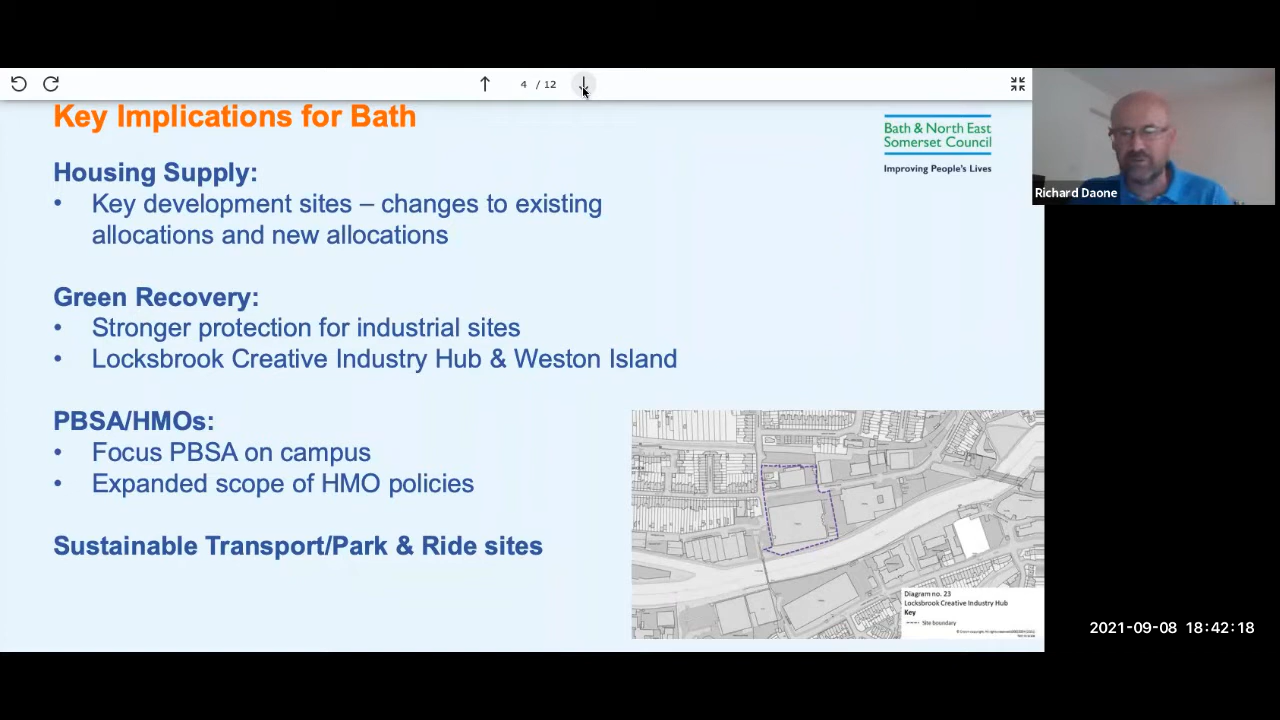 4 / 12
Key Implications for Bath
Bath & North East
Somerset Council
Improving People's Lives
Richard Daone
Housing Supply:
• Key development sites – changes to existing
allocations and new allocations
Green Recovery:
• Stronger protection for industrial sites
• Locksbrook Creative Industry Hub & Weston Island
PBSA/HMOs:
• Focus PBSA on campus
• Expanded scope of HMO policies
Sustainable Transport/Park & Ride sites
Diagram no. 23
Locksbrook Creative Industry Hub
Key
Site boundary
2021-09-08 18:42:18